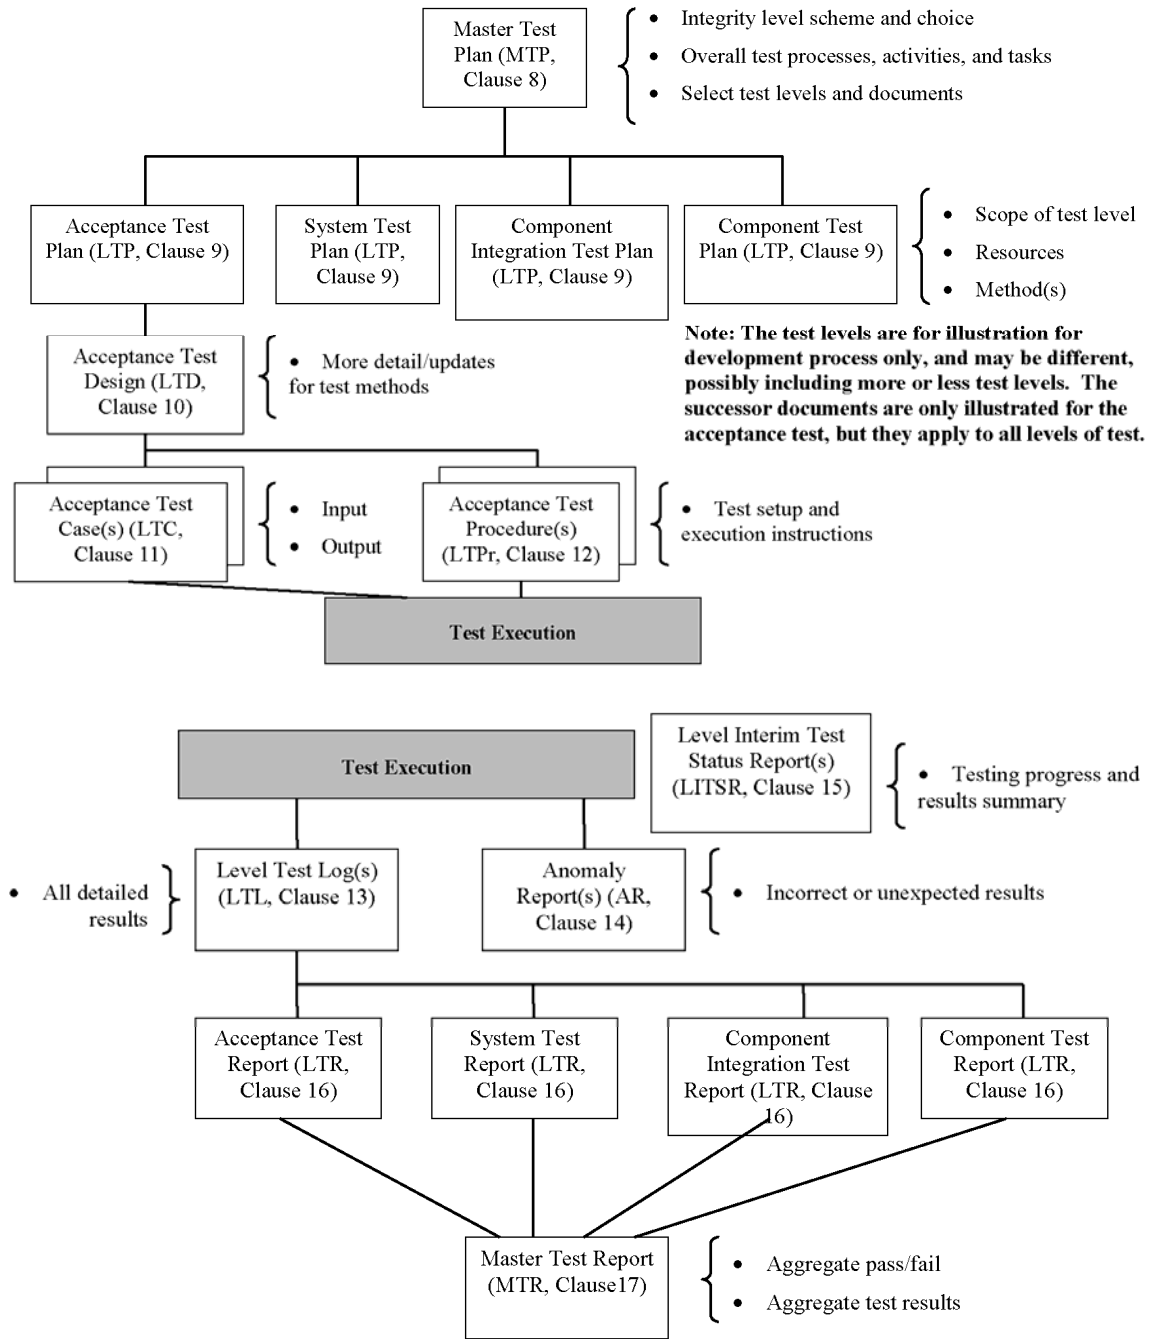 Master Test
Plan (MTP,
Clause 8)
• Integrity level scheme and choice
• Overall test processes, activities, and tasks
• Select test levels and documents
Acceptance Test
Plan (LTP, Clause 9)
System Test
Plan (LTP,
Clause 9)
Component
Integration Test Plan
(LTP, Clause 9)
Component Test
Plan (LTP, Clause 9)
• Scope of test level
• Resources
• Method(s)
Note: The test levels are for illustration for
development process only, and may be different,
possibly including more or less test levels. The
successor documents are only illustrated for the
acceptance test, but they apply to all levels of test.
Acceptance Test
Design (LTD,
Clause 10)
• More detail/updates
for test methods
Acceptance Test
Case(s) (LTC,
Clause 11)
• Input
• Output
Acceptance Test
Procedure(s)
(LTPr, Clause 12)
• Test setup and
execution instructions
Test Execution
Test Execution
Level Interim Test
Status Report(s)
(LITSR, Clause 15)
• Testing progress and
results summary
• All detailed
results
Level Test Log(s)
(LTL, Clause 13)
Anomaly
Report(s) (AR,
Clause 14)
• Incorrect or unexpected results
Acceptance Test
Report (LTR,
Clause 16)
System Test
Report (LTR,
Clause 16)
Component
Integration Test
Report (LTR, Clause
16)
Component Test
Report (LTR,
Clause 16)
Master Test Report
(MTR, Clause17)
• Aggregate pass/fail
• Aggregate test results